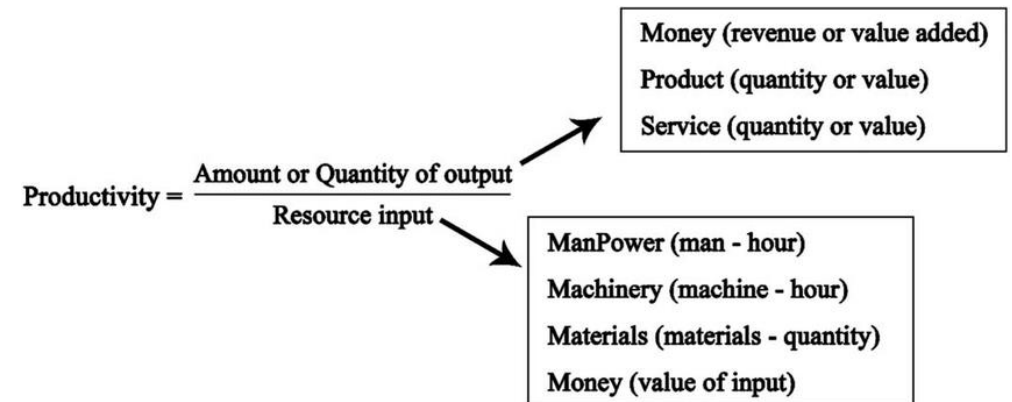 Money (revenue or value added)
Product (quantity or value)
Service (quantity or value)
Productivity = Amount or Quantity of output
Resource input
ManPower (man - hour)
Machinery (machine - hour)
Materials (materials - quantity)
Money (value of input)